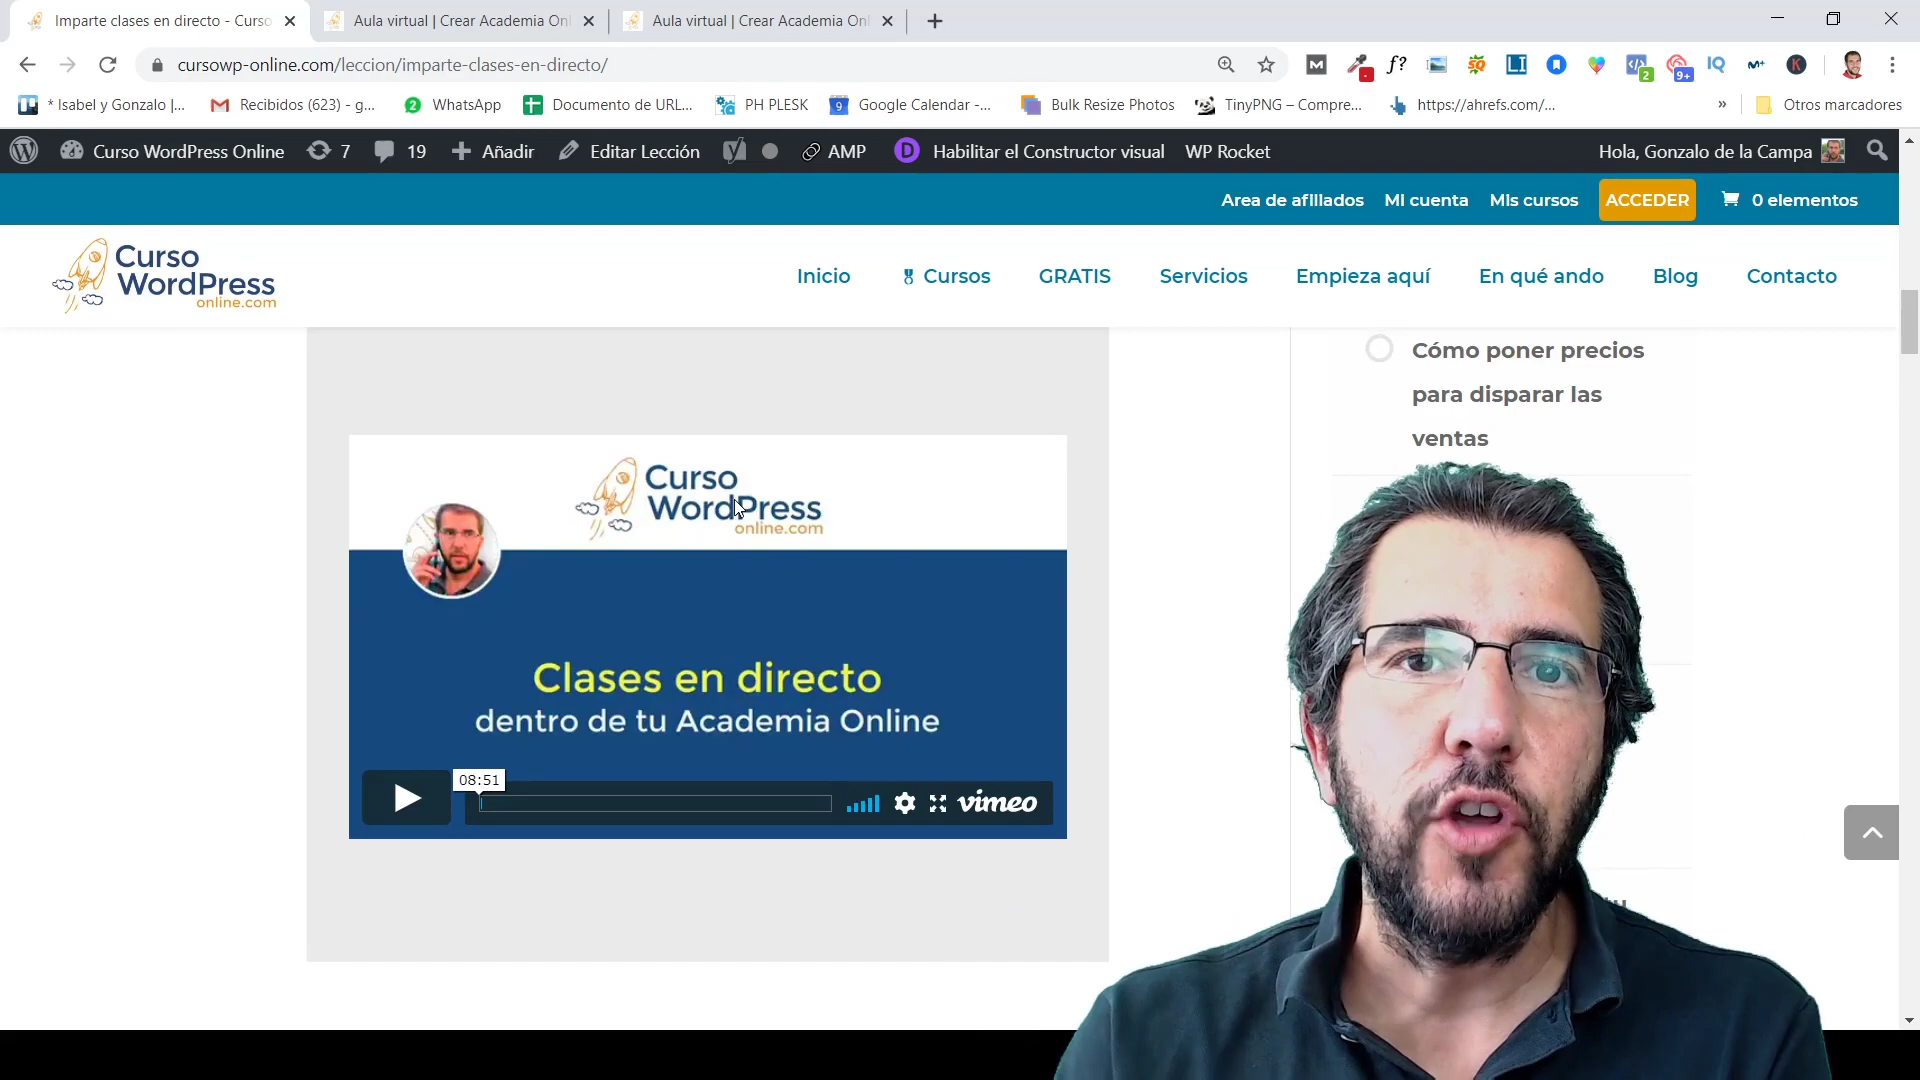 Imparte clases en directo - Curso
Aula virtual | Crear Academia Onl
Aula virtual | Crear Academia Onl
cursowp-online.com/leccion/imparte-clases-en-directo/
* Isabel y Gonzalo |...
Recibidos (623) - g...
WhatsApp
Documento de URL...
PH PLESK
Google Calendar -...
Bulk Resize Photos
TinyPNG – Compre...
https://ahrefs.com/...
»
Otros marcadores
Curso WordPress Online
7
19
Añadir
Editar Lección
AMP
Habilitar el Constructor visual
WP Rocket
Hola, Gonzalo de la Campa
Area de afiliados
Mi cuenta
Mis cursos
ACCEDER
0 elementos
Curso
WordPress
online.com
Inicio
Cursos
GRATIS
Servicios
Empieza aquí
En qué ando
Blog
Contacto
Cómo poner precios
para disparar las
ventas
Curso
WordPress
online.com
Clases en directo
dentro de tu Academia Online
08:51
vimeo